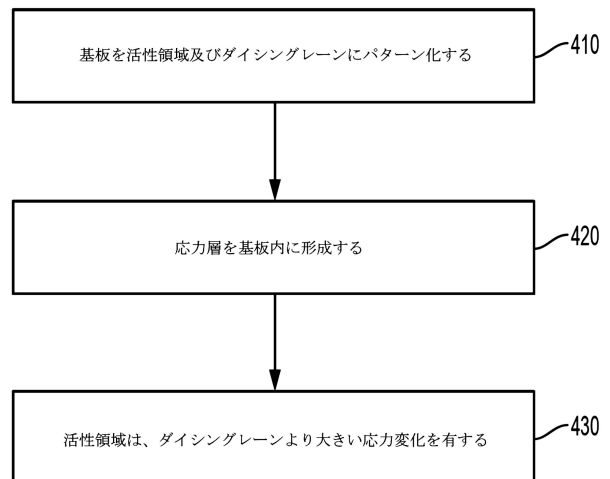 基板を活性領域及びダイシングレーンにパターン化する
410
応力層を基板内に形成する
420
活性領域は、ダイシングレーンより大きい応力変化を有する
430